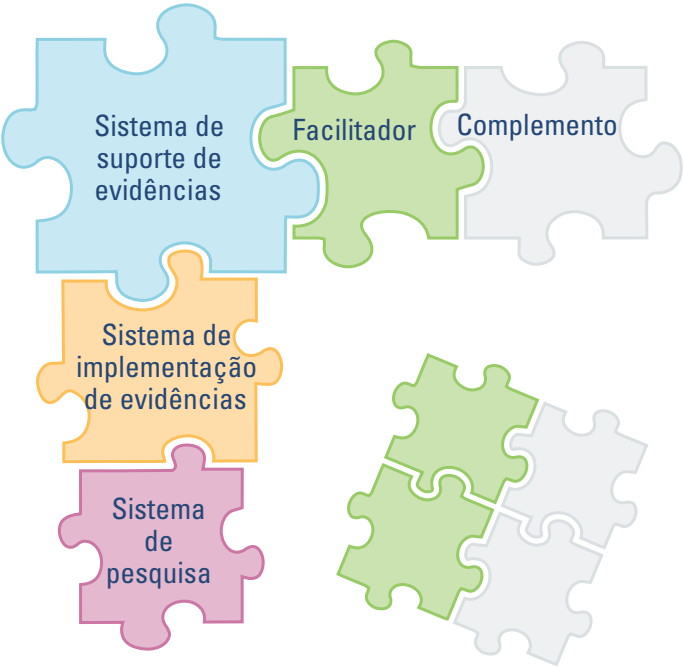 Sistema de
suporte de
evidências
Facilitador
Complemento
Sistema de
implementação
de evidências
Sistema
de
pesquisa